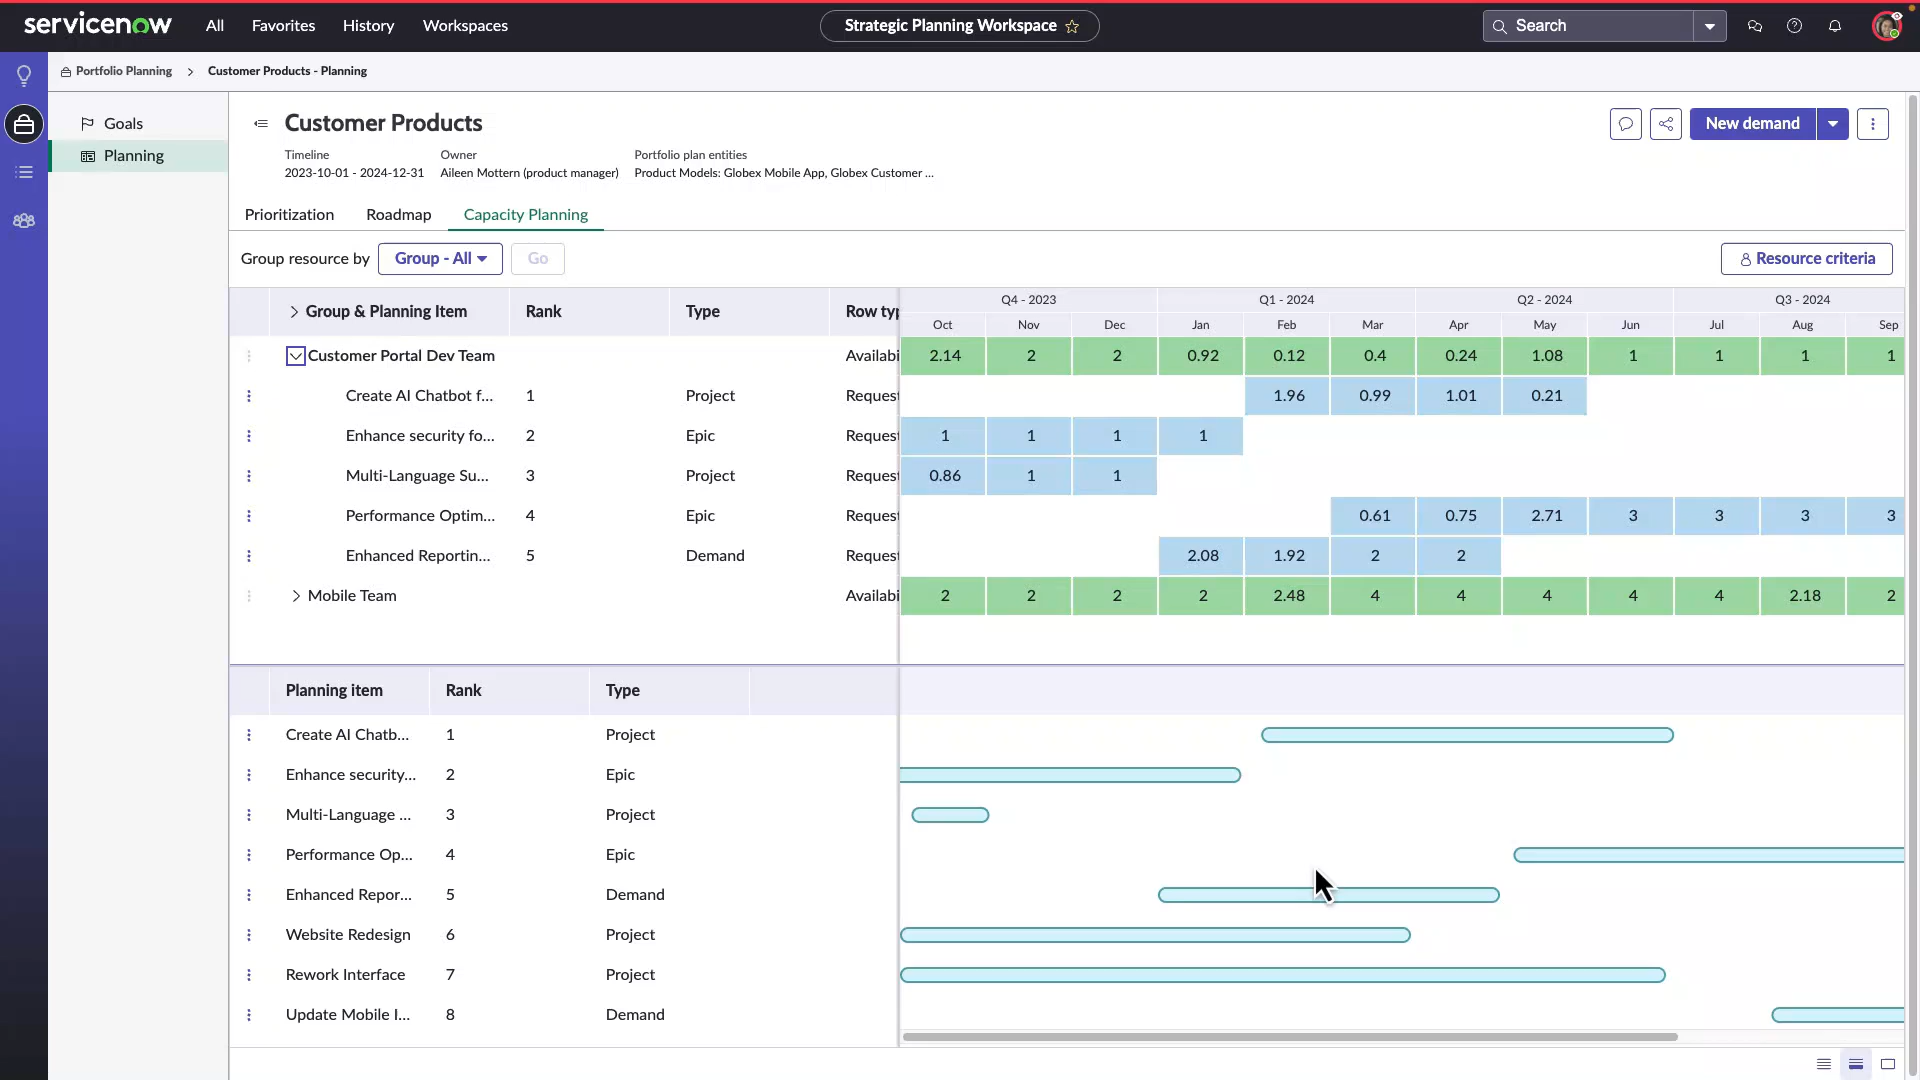 servicenow All Favorites History Workspaces Strategic Planning Workspace Search
Portfolio Planning > Customer Products - Planning
Goals
Planning
Customer Products
New demand
Timeline Owner Portfolio plan entities
2023-10-01 - 2024-12-31 Aileen Mottern (product manager) Product Models: Globex Mobile App, Globex Customer ...
Prioritization Roadmap Capacity Planning
Group resource by Group - All Go Resource criteria
Q4 - 2023 Q1 - 2024 Q2 - 2024 Q3 - 2024
Group & Planning Item Rank Type Row typ
Oct Nov Dec Jan Feb Mar Apr May Jun Jul Aug Sep
Customer Portal Dev Team Availabi 2.14 2 2 0.92 0.12 0.4 0.24 1.08 1 1 1 1
Create AI Chatbot f... 1 Project Request 1.96 0.99 1.01 0.21
Enhance security fo... 2 Epic Request 1 1 1 1
Multi-Language Su... 3 Project Request 0.86 1 1
Performance Optim... 4 Epic Request 0.61 0.75 2.71 3 3 3 3
Enhanced Reportin... 5 Demand Request 2.08 1.92 2 2
Mobile Team Availabi 2 2 2 2 2.48 4 4 4 4 4 2.18 2
Planning item Rank Type
Create AI Chatb... 1 Project
Enhance security... 2 Epic
Multi-Language ... 3 Project
Performance Op... 4 Epic
Enhanced Repor... 5 Demand
Website Redesign 6 Project
Rework Interface 7 Project
Update Mobile I... 8 Demand